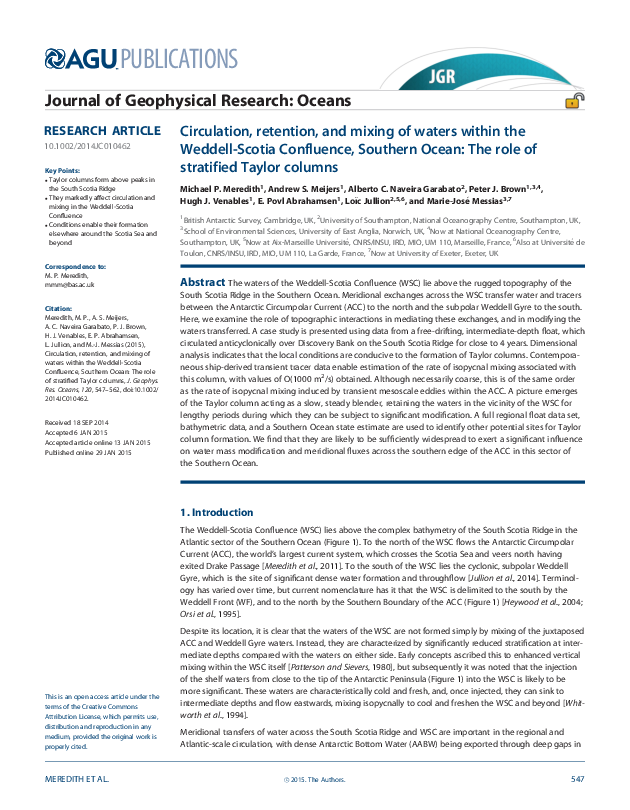 AGU PUBLICATIONS
JGR
Journal of Geophysical Research: Oceans
RESEARCH ARTICLE
10.1002/2014JC010462
Key Points:
• Taylor columns form above peaks in
the South Scotia Ridge
• They markedly affect circulation and
mixing in the Weddell-Scotia
Confluence
• Conditions enable their formation
elsewhere around the Scotia Sea and
beyond
Correspondence to:
M. P. Meredith,
mmm@bas.ac.uk
Citation:
Meredith, M. P., A. S. Meijers,
A. C. Naveira Garabato, P. J. Brown,
H. J. Venables, E. P. Abrahamsen,
L. Jullion, and M.-J. Messias (2015),
Circulation, retention, and mixing of
waters within the Weddell-Scotia
Confluence, Southern Ocean: The role
of stratified Taylor columns, J. Geophys.
Res. Oceans, 120, 547–562, doi:10.1002/
2014JC010462.
Received 18 SEP 2014
Accepted 6 JAN 2015
Accepted article online 13 JAN 2015
Published online 29 JAN 2015
This is an open access article under the
terms of the Creative Commons
Attribution License, which permits use,
distribution and reproduction in any
medium, provided the original work is
properly cited.
Circulation, retention, and mixing of waters within the
Weddell-Scotia Confluence, Southern Ocean: The role of
stratified Taylor columns
Michael P. Meredith1, Andrew S. Meijers1, Alberto C. Naveira Garabato2, Peter J. Brown1,3,4,
Hugh J. Venables1, E. Povl Abrahamsen1, Loïc Jullion2,5,6, and Marie-José Messias3,7
1British Antarctic Survey, Cambridge, UK, 2University of Southampton, National Oceanography Centre, Southampton, UK,
3School of Environmental Sciences, University of East Anglia, Norwich, UK, 4Now at National Oceanography Centre,
Southampton, UK, 5Now at Aix-Marseille Université, CNRS/INSU, IRD, MIO, UM 110, Marseille, France, 6Also at Université de
Toulon, CNRS/INSU, IRD, MIO, UM 110, La Garde, France, 7Now at University of Exeter, Exeter, UK
Abstract The waters of the Weddell-Scotia Confluence (WSC) lie above the rugged topography of the
South Scotia Ridge in the Southern Ocean. Meridional exchanges across the WSC transfer water and tracers
between the Antarctic Circumpolar Current (ACC) to the north and the subpolar Weddell Gyre to the south.
Here, we examine the role of topographic interactions in mediating these exchanges, and in modifying the
waters transferred. A case study is presented using data from a free-drifting, intermediate-depth float, which
circulated anticyclonically over Discovery Bank on the South Scotia Ridge for close to 4 years. Dimensional
analysis indicates that the local conditions are conducive to the formation of Taylor columns. Contempora-
neous ship-derived transient tracer data enable estimation of the rate of isopycnal mixing associated with
this column, with values of O(1000 m2/s) obtained. Although necessarily coarse, this is of the same order
as the rate of isopycnal mixing induced by transient mesoscale eddies within the ACC. A picture emerges
of the Taylor column acting as a slow, steady blender, retaining the waters in the vicinity of the WSC for
lengthy periods during which they can be subject to significant modification. A full regional float data set,
bathymetric data, and a Southern Ocean state estimate are used to identify other potential sites for Taylor
column formation. We find that they are likely to be sufficiently widespread to exert a significant influence
on water mass modification and meridional fluxes across the southern edge of the ACC in this sector of
the Southern Ocean.
1. Introduction
The Weddell-Scotia Confluence (WSC) lies above the complex bathymetry of the South Scotia Ridge in the
Atlantic sector of the Southern Ocean (Figure 1). To the north of the WSC flows the Antarctic Circumpolar
Current (ACC), the world's largest current system, which crosses the Scotia Sea and veers north having
exited Drake Passage [Meredith et al., 2011]. To the south of the WSC lies the cyclonic, subpolar Weddell
Gyre, which is the site of significant dense water formation and throughflow [Jullion et al., 2014]. Terminol-
ogy has varied over time, but current nomenclature has it that the WSC is delimited to the south by the
Weddell Front (WF), and to the north by the Southern Boundary of the ACC (Figure 1) [Heywood et al., 2004;
Orsi et al., 1995].
Despite its location, it is clear that the waters of the WSC are not formed simply by mixing of the juxtaposed
ACC and Weddell Gyre waters. Instead, they are characterized by significantly reduced stratification at inter-
mediate depths compared with the waters on either side. Early concepts ascribed this to enhanced vertical
mixing within the WSC itself [Patterson and Sievers, 1980], but subsequently it was noted that the injection
of the shelf waters from close to the tip of the Antarctic Peninsula (Figure 1) into the WSC is likely to be
more significant. These waters are characteristically cold and fresh, and, once injected, they can sink to
intermediate depths and flow eastwards, mixing isopycnally to cool and freshen the WSC and beyond [Whit-
worth et al., 1994].
Meridional transfers of water across the South Scotia Ridge and WSC are important in the regional and
Atlantic-scale circulation, with dense Antarctic Bottom Water (AABW) being exported through deep gaps in
MEREDITH ET AL.
© 2015. The Authors.
547